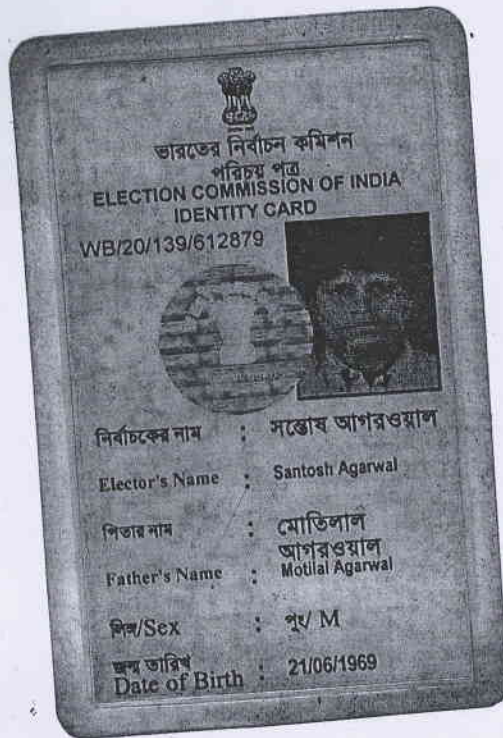 ভারতের নির্বাচন কমিশন
পরিচয় পত্র
ELECTION COMMISSION OF INDIA
IDENTITY CARD
WB/20/139/612879
নির্বাচকের নাম : সন্তোষ আগরওয়াল
Elector's Name : Santosh Agarwal
পিতার নাম : মোতিলাল
আগরওয়াল
Father's Name : Motilal Agarwal
লিঙ্গ/Sex : পুং/ M
জন্ম তারিখ
Date of Birth : 21/06/1969